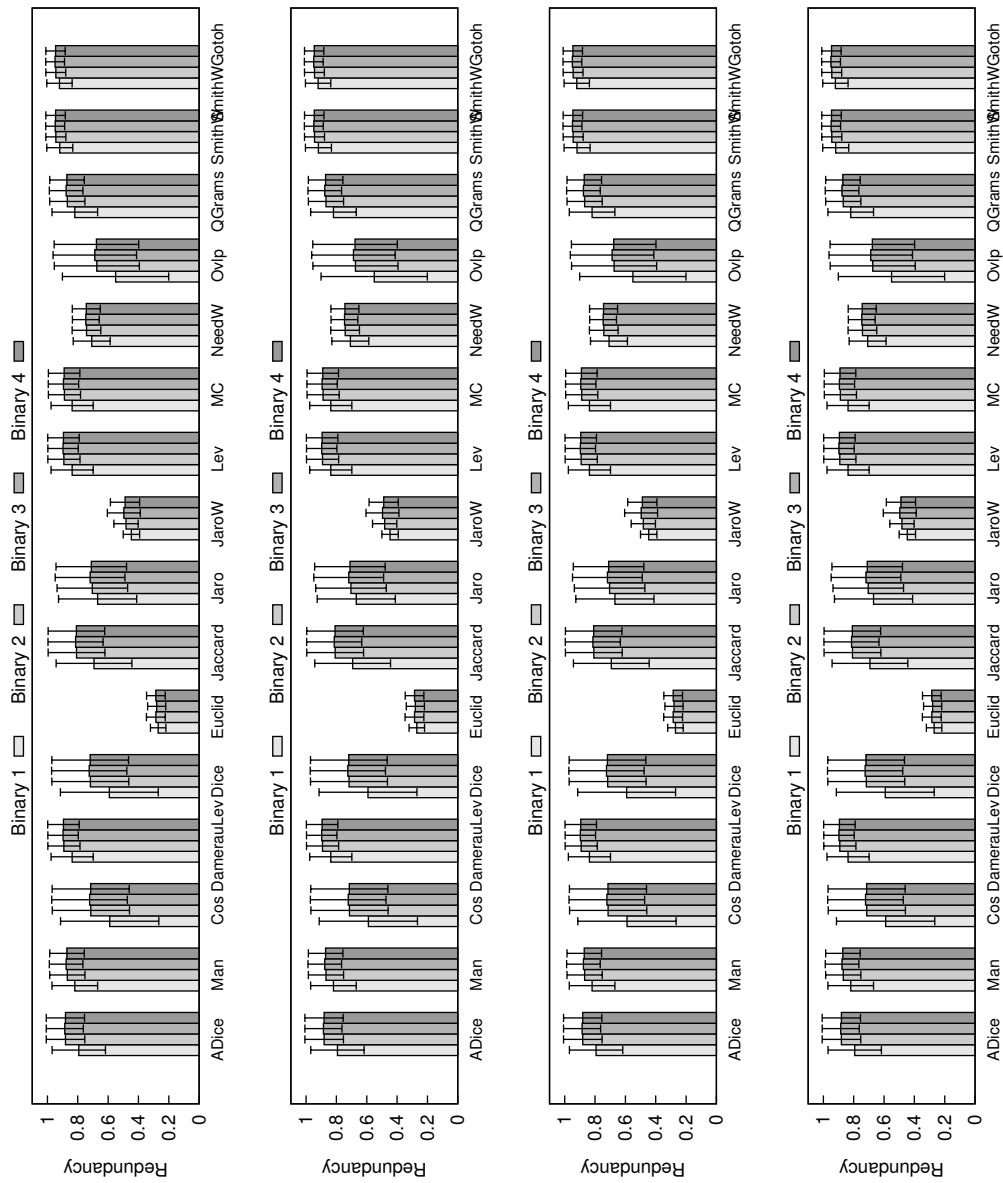 Binary 1 Binary 2 Binary 3 Binary 4
Redundancy
0 0.2 0.4 0.6 0.8 1
ADice Man Cos DamerauLev Dice Euclid Jaccard Jaro JaroW Lev MC NeedW Ovlp QGrams SmithW SmithWGotoh
Binary 1 Binary 2 Binary 3 Binary 4
Redundancy
0 0.2 0.4 0.6 0.8 1
ADice Man Cos DamerauLev Dice Euclid Jaccard Jaro JaroW Lev MC NeedW Ovlp QGrams SmithW SmithWGotoh
Binary 1 Binary 2 Binary 3 Binary 4
Redundancy
0 0.2 0.4 0.6 0.8 1
ADice Man Cos DamerauLev Dice Euclid Jaccard Jaro JaroW Lev MC NeedW Ovlp QGrams SmithW SmithWGotoh
Binary 1 Binary 2 Binary 3 Binary 4
Redundancy
0 0.2 0.4 0.6 0.8 1
ADice Man Cos DamerauLev Dice Euclid Jaccard Jaro JaroW Lev MC NeedW Ovlp QGrams SmithW SmithWGotoh